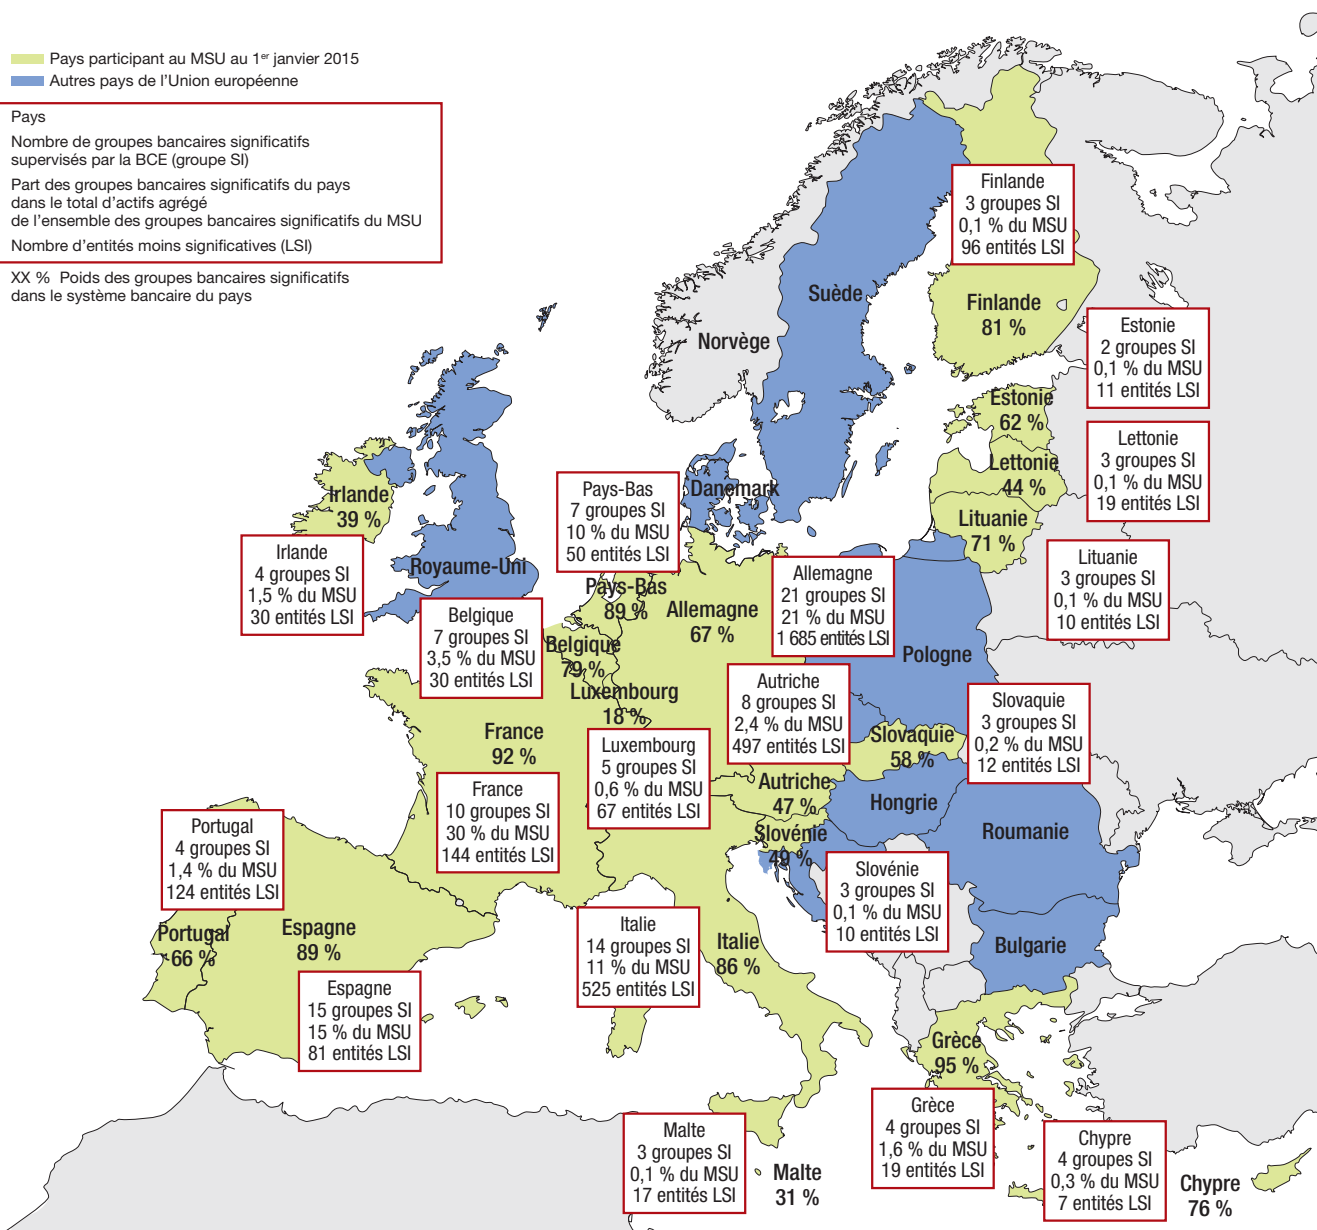 Pays participant au MSU au 1er janvier 2015
Autres pays de l'Union européenne
Pays
Nombre de groupes bancaires significatifs
supervisés par la BCE (groupe SI)
Part des groupes bancaires significatifs du pays
dans le total d'actifs agrégé
de l'ensemble des groupes bancaires significatifs du MSU
Nombre d'entités moins significatives (LSI)
XX % Poids des groupes bancaires significatifs
dans le système bancaire du pays
Finlande
3 groupes SI
0,1 % du MSU
96 entités LSI
Suède
Finlande
81 %
Norvège
Estonie
2 groupes SI
0,1 % du MSU
11 entités LSI
Estonie
62 %
Lettonie
3 groupes SI
0,1 % du MSU
19 entités LSI
Lettonie
44 %
Irlande
39 %
Pays-Bas
7 groupes SI
10 % du MSU
50 entités LSI
Danemark
Lituanie
71 %
Irlande
4 groupes SI
1,5 % du MSU
30 entités LSI
Royaume-Uni
Lituanie
3 groupes SI
0,1 % du MSU
10 entités LSI
Pays-Bas
89 %
Allemagne
67 %
Allemagne
21 groupes SI
21 % du MSU
1 685 entités LSI
Belgique
7 groupes SI
3,5 % du MSU
30 entités LSI
Belgique
79 %
Pologne
Luxembourg
18 %
Autriche
8 groupes SI
2,4 % du MSU
497 entités LSI
Slovaquie
3 groupes SI
0,2 % du MSU
12 entités LSI
France
92 %
Slovaquie
58 %
Luxembourg
5 groupes SI
0,6 % du MSU
67 entités LSI
France
10 groupes SI
30 % du MSU
144 entités LSI
Autriche
47 %
Hongrie
Roumanie
Portugal
4 groupes SI
1,4 % du MSU
124 entités LSI
Slovénie
49 %
Slovénie
3 groupes SI
0,1 % du MSU
10 entités LSI
Portugal
66 %
Espagne
89 %
Italie
14 groupes SI
11 % du MSU
525 entités LSI
Italie
86 %
Bulgarie
Espagne
15 groupes SI
15 % du MSU
81 entités LSI
Grèce
95 %
Grèce
4 groupes SI
1,6 % du MSU
19 entités LSI
Malte
3 groupes SI
0,1 % du MSU
17 entités LSI
Malte
31 %
Chypre
4 groupes SI
0,3 % du MSU
7 entités LSI
Chypre
76 %